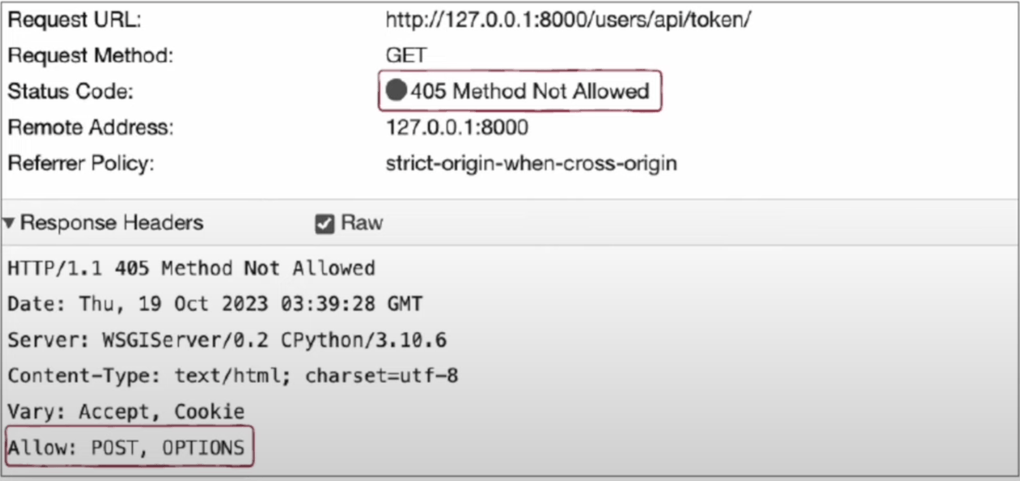 Request URL: http://127.0.0.1:8000/users/api/token/
Request Method: GET
Status Code: 405 Method Not Allowed
Remote Address: 127.0.0.1:8000
Referrer Policy: strict-origin-when-cross-origin
Response Headers Raw
HTTP/1.1 405 Method Not Allowed
Date: Thu, 19 Oct 2023 03:39:28 GMT
Server: WSGIServer/0.2 CPython/3.10.6
Content-Type: text/html; charset=utf-8
Vary: Accept, Cookie
Allow: POST, OPTIONS